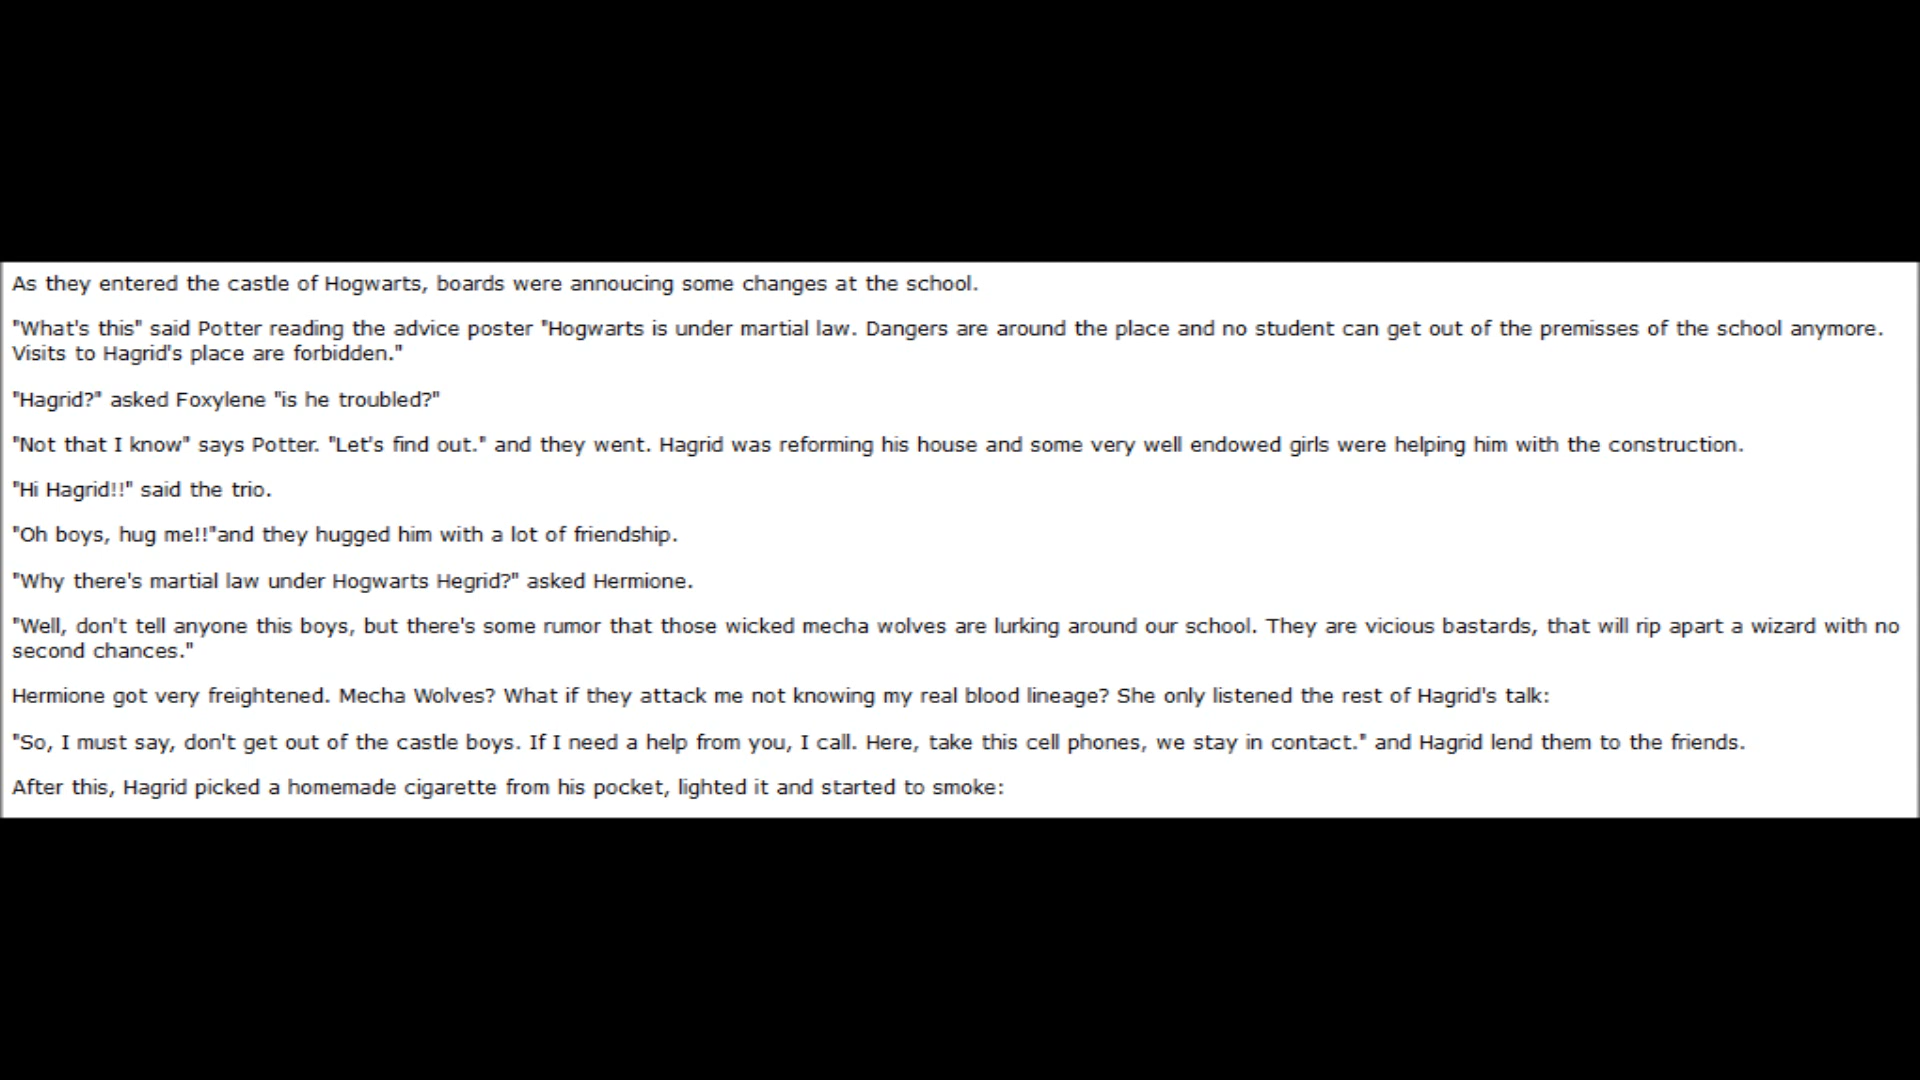 As they entered the castle of Hogwarts, boards were annoucing some changes at the school.
"What's this" said Potter reading the advice poster "Hogwarts is under martial law. Dangers are around the place and no student can get out of the premisses of the school anymore.
Visits to Hagrid's place are forbidden."
"Hagrid?" asked Foxylene "is he troubled?"
"Not that I know" says Potter. "Let's find out." and they went. Hagrid was reforming his house and some very well endowed girls were helping him with the construction.
"Hi Hagrid!!" said the trio.
"Oh boys, hug me!!"and they hugged him with a lot of friendship.
"Why there's martial law under Hogwarts Hegrid?" asked Hermione.
"Well, don't tell anyone this boys, but there's some rumor that those wicked mecha wolves are lurking around our school. They are vicious bastards, that will rip apart a wizard with no
second chances."
Hermione got very freightened. Mecha Wolves? What if they attack me not knowing my real blood lineage? She only listened the rest of Hagrid's talk:
"So, I must say, don't get out of the castle boys. If I need a help from you, I call. Here, take this cell phones, we stay in contact." and Hagrid lend them to the friends.
After this, Hagrid picked a homemade cigarette from his pocket, lighted it and started to smoke: